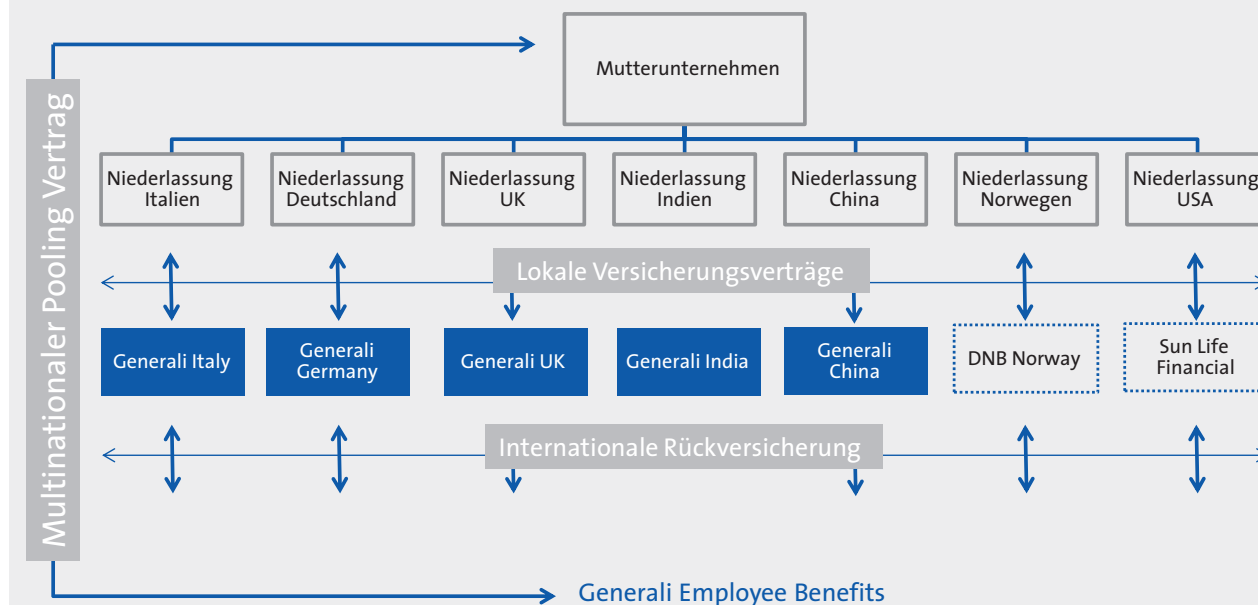 Multinationaler Pooling Vertrag
Mutterunternehmen
Niederlassung
Italien
Niederlassung
Deutschland
Niederlassung
UK
Niederlassung
Indien
Niederlassung
China
Niederlassung
Norwegen
Niederlassung
USA
Lokale Versicherungsverträge
Generali Italy
Generali
Germany
Generali UK
Generali India
Generali
China
DNB Norway
Sun Life
Financial
Internationale Rückversicherung
Generali Employee Benefits